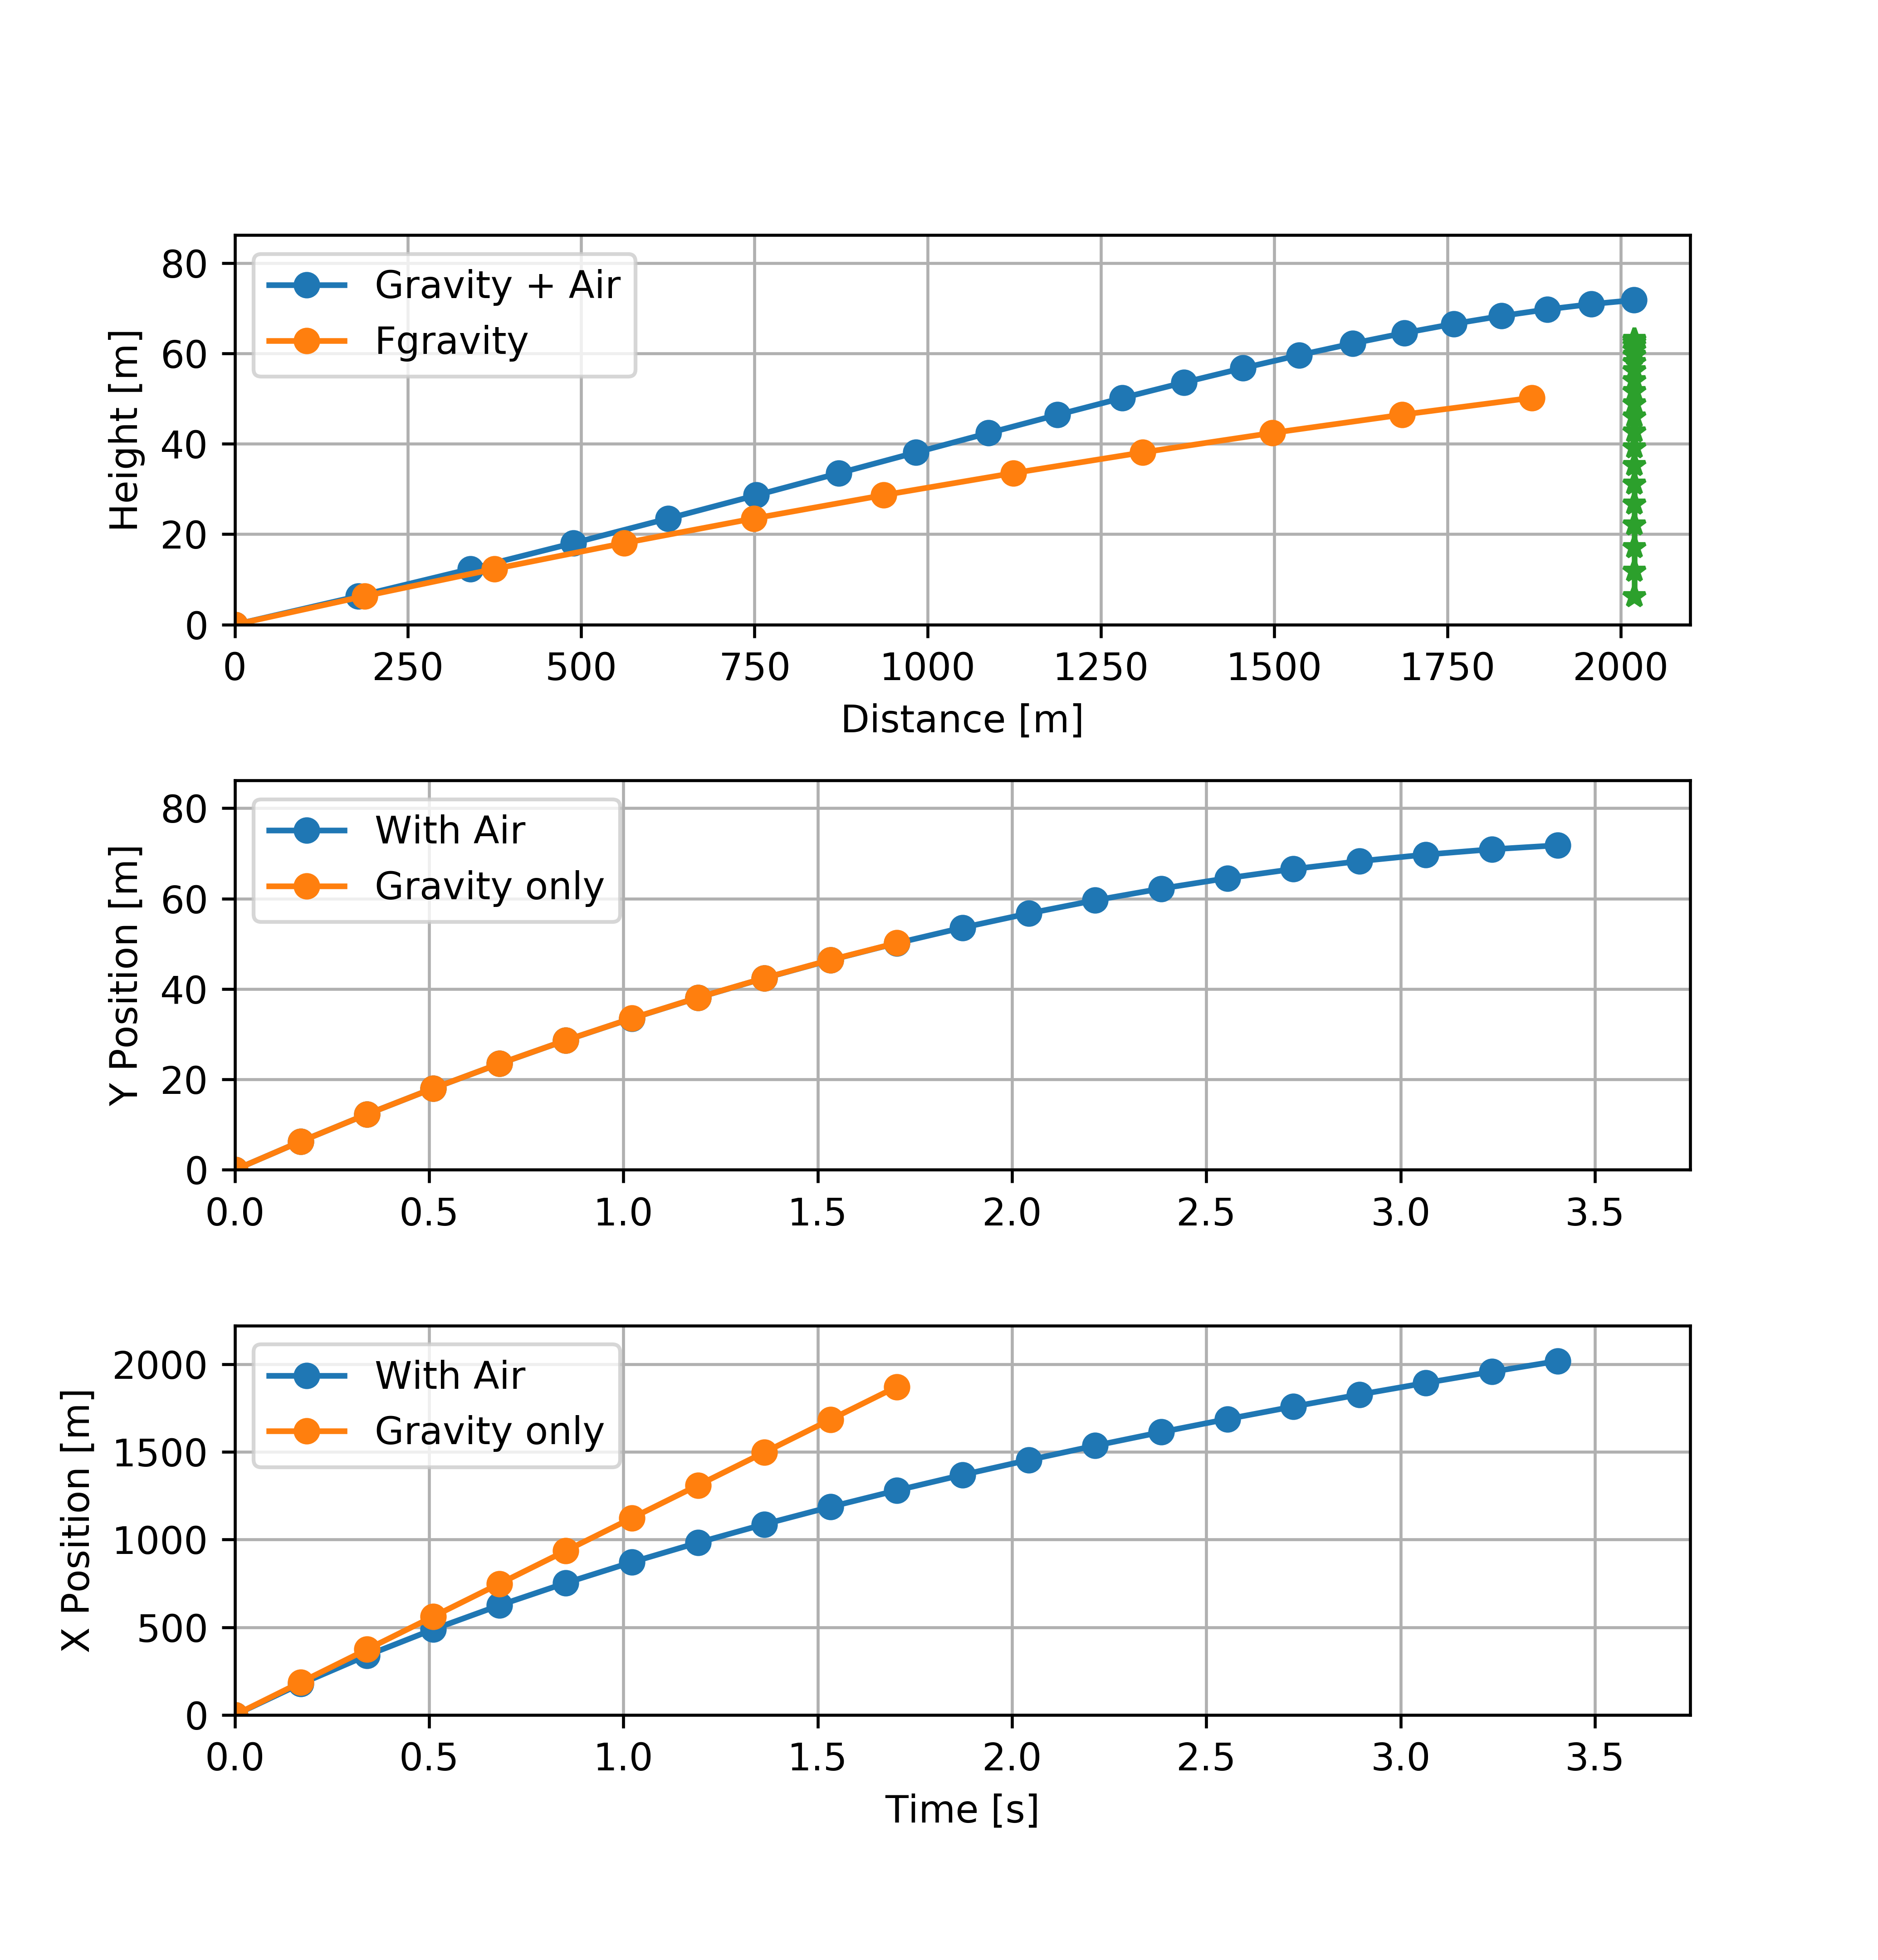 80
60
40
20
0
Height [m]
Gravity + Air
Fgravity
0 250 500 750 1000 1250 1500 1750 2000
Distance [m]
80
60
40
20
0
Y Position [m]
With Air
Gravity only
0.0 0.5 1.0 1.5 2.0 2.5 3.0 3.5
2000
1500
1000
500
0
X Position [m]
With Air
Gravity only
0.0 0.5 1.0 1.5 2.0 2.5 3.0 3.5
Time [s]